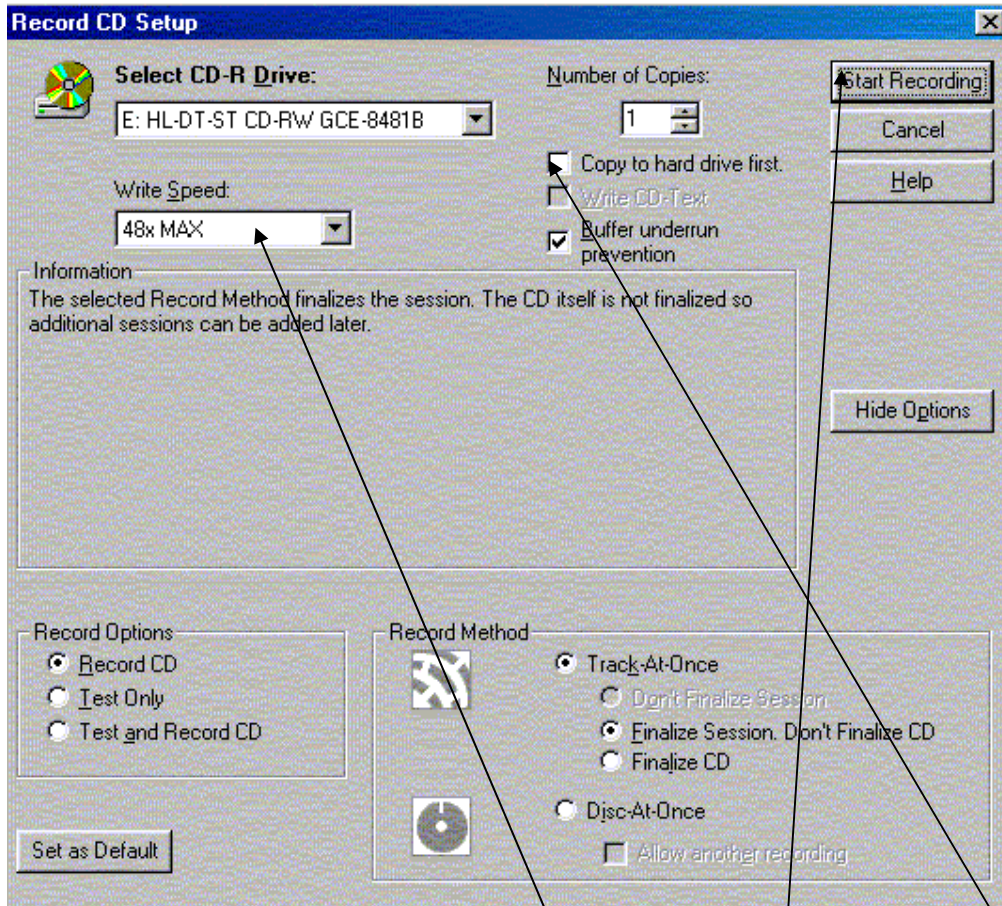 Record CD Setup
Select CD-R Drive:
E: HL-DT-ST CD-RW GCE-8481B
Write Speed:
48x MAX
Number of Copies:
1
Copy to hard drive first.
Write CD-Text
Buffer underrun
prevention
Start Recording
Cancel
Help
Information
The selected Record Method finalizes the session. The CD itself is not finalized so
additional sessions can be added later.
Hide Options
Record Options
Record CD
Test Only
Test and Record CD
Record Method
Track-At-Once
Don't Finalize Session
Finalize Session. Don't Finalize CD
Finalize CD
Disc-At-Once
Allow another recording
Set as Default